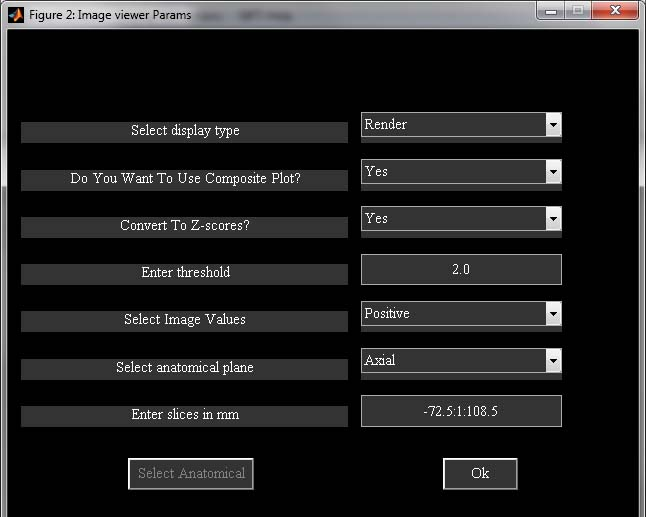 Figure 2: Image viewer Params
Select display type
Render
Do You Want To Use Composite Plot?
Yes
Convert To Z-scores?
Yes
Enter threshold
2.0
Select Image Values
Positive
Select anatomical plane
Axial
Enter slices in mm
-72.5:1:108.5
Select Anatomical
Ok